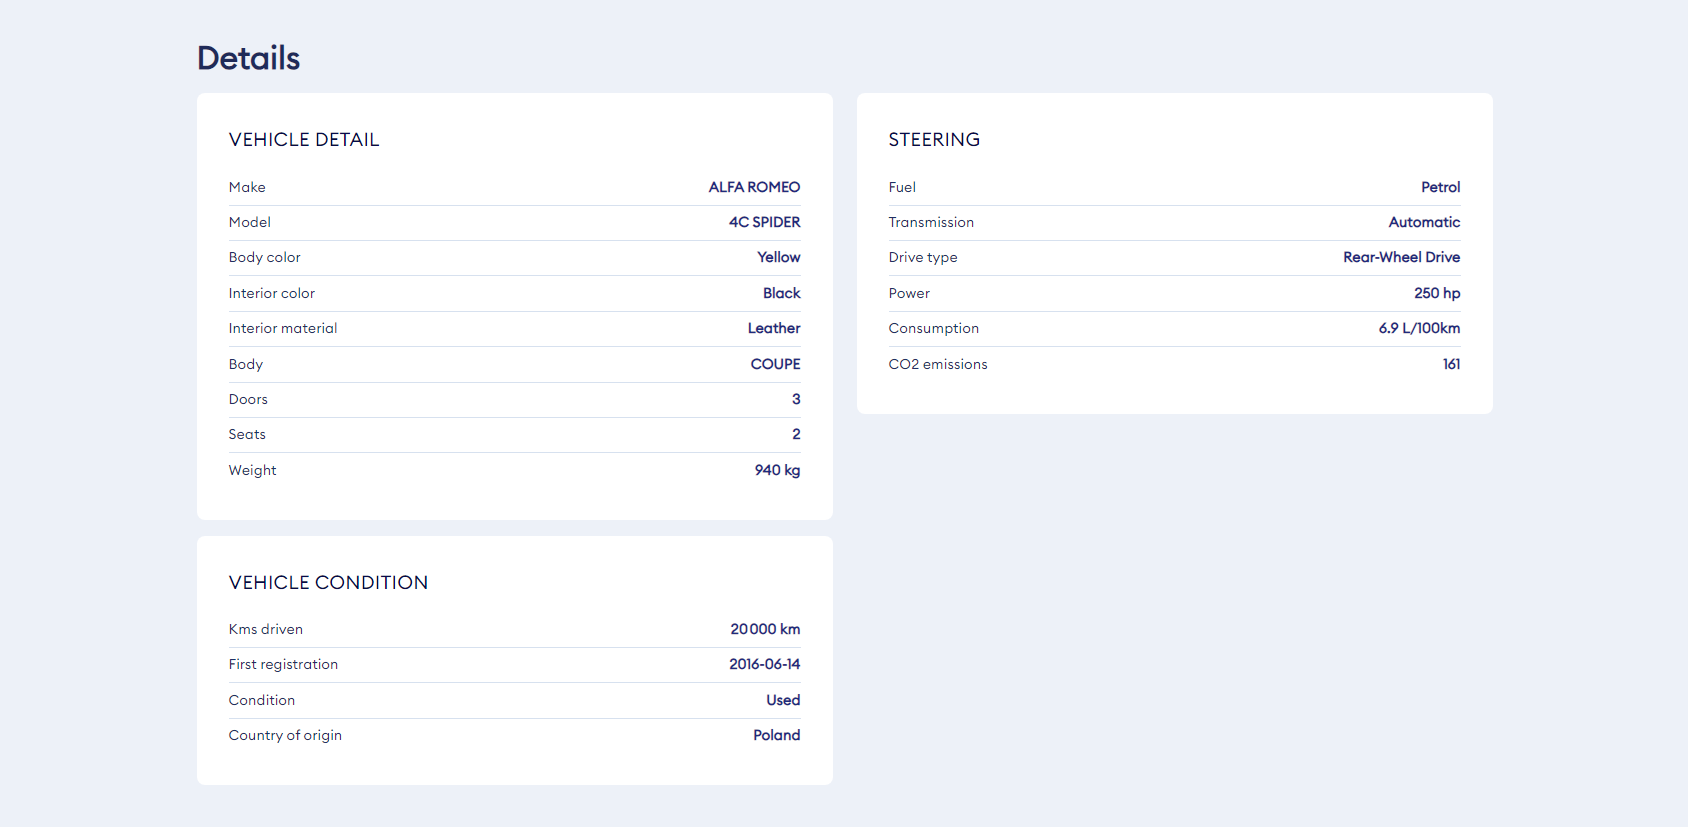 Details
VEHICLE DETAIL
Make ALFA ROMEO
Model 4C SPIDER
Body color Yellow
Interior color Black
Interior material Leather
Body COUPE
Doors 3
Seats 2
Weight 940 kg
VEHICLE CONDITION
Kms driven 20 000 km
First registration 2016-06-14
Condition Used
Country of origin Poland
STEERING
Fuel Petrol
Transmission Automatic
Drive type Rear-Wheel Drive
Power 250 hp
Consumption 6.9 L/100km
CO2 emissions 161